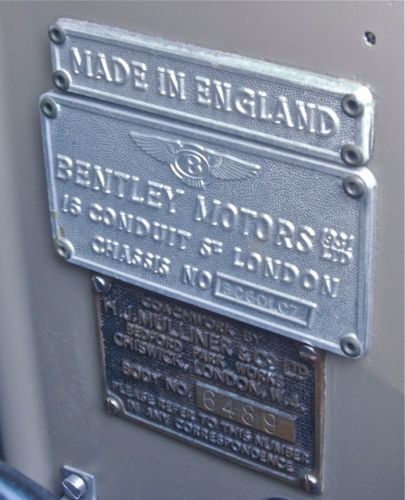 MADE IN ENGLAND
B
BENTLEY MOTORS (1931) LTD
16 CONDUIT ST LONDON
CHASSIS NO BC60LCZ
COACHWORK BY
H.J. MULLINER & CO. LTD
BEDFORD PARK WORKS
CHISWICK, LONDON, W.4.
BODY NO. 6489
PLEASE REFER TO THIS NUMBER
IN ANY CORRESPONDENCE